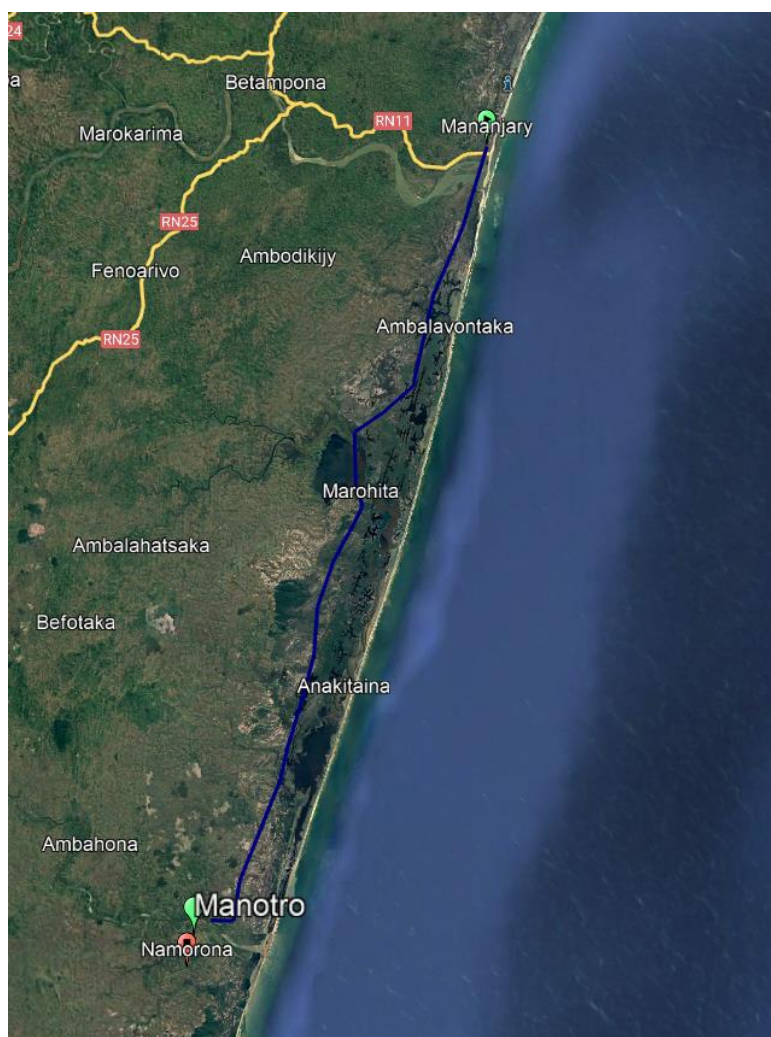 24
a
Betampona
Marokarima
RN11
Mananjary
RN25
Fenoarivo
Ambodikijy
RN25
Ambalavontaka
Marohita
Ambalahatsaka
Befotaka
Anakitaina
Ambahona
Manotro
Namorona